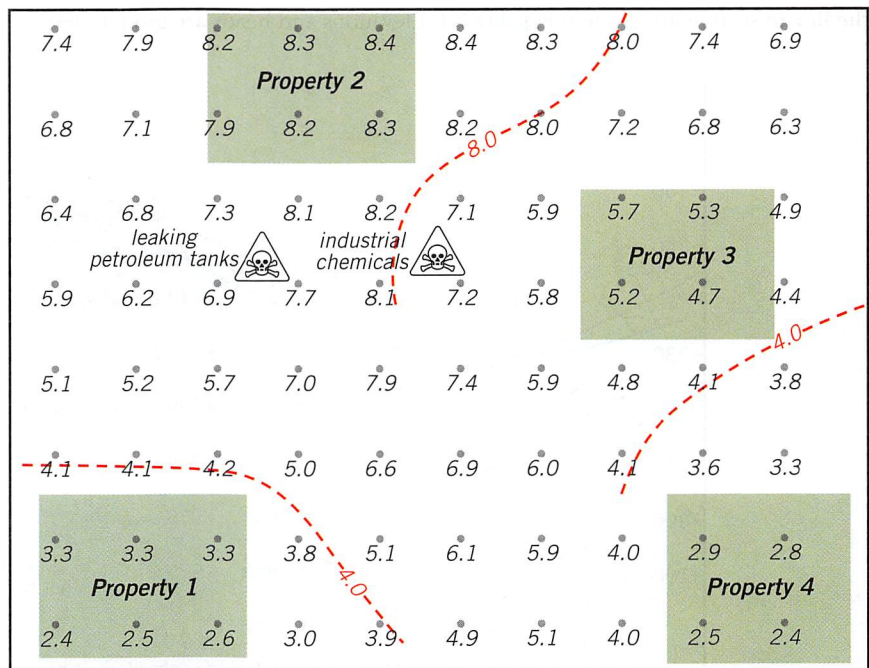 7.4 7.9 8.2 8.3 8.4 8.4 8.3 8.0 7.4 6.9
Property 2
6.8 7.1 7.9 8.2 8.3 8.2 8.0 7.2 6.8 6.3
8.0
6.4 6.8 7.3 8.1 8.2 7.1 5.9 5.7 5.3 4.9
leaking
petroleum tanks
industrial
chemicals
Property 3
5.9 6.2 6.9 7.7 8.1 7.2 5.8 5.2 4.7 4.4
4.0
5.1 5.2 5.7 7.0 7.9 7.4 5.9 4.8 4.1 3.8
4.1 4.1 4.2 5.0 6.6 6.9 6.0 4.1 3.6 3.3
3.3 3.3 3.3 3.8 5.1 6.1 5.9 4.0 2.9 2.8
Property 1
4.0
Property 4
2.4 2.5 2.6 3.0 3.9 4.9 5.1 4.0 2.5 2.4